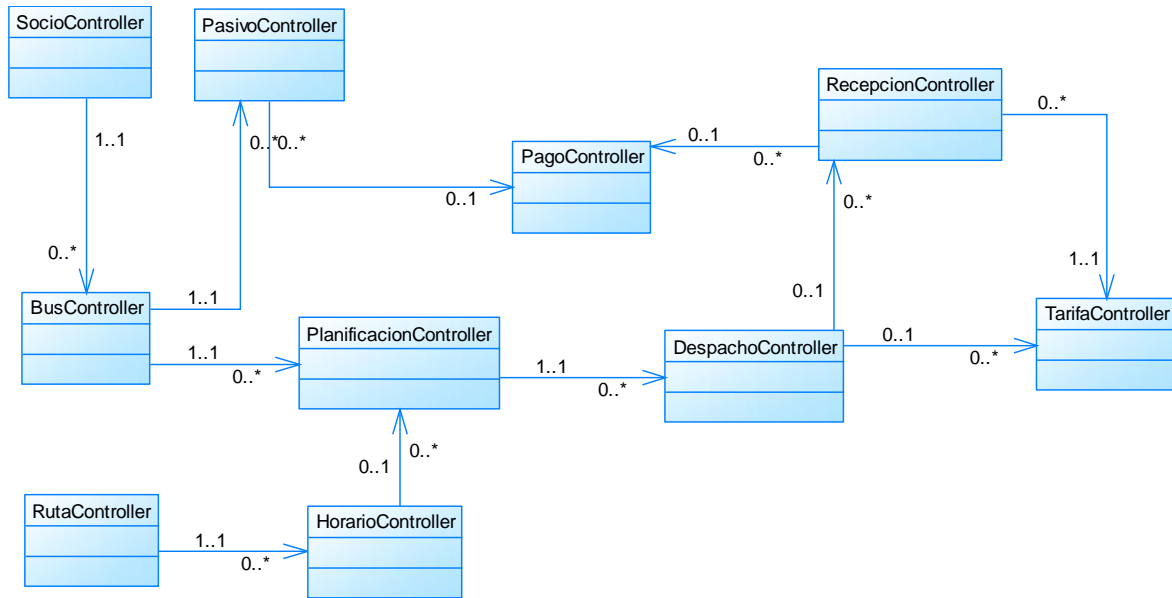 SocioController
PasivoController
RecepcionController
PagoController
BusController
PlanificacionController
DespachoController
TarifaController
RutaController
HorarioController
1..1
0..*
1..1
0..*
0..*
0..1
0..1
0..*
0..*
1..1
0..*
0..1
1..1
0..*
1..1
0..*
0..1
0..*
0..1
0..*
1..1
0..*